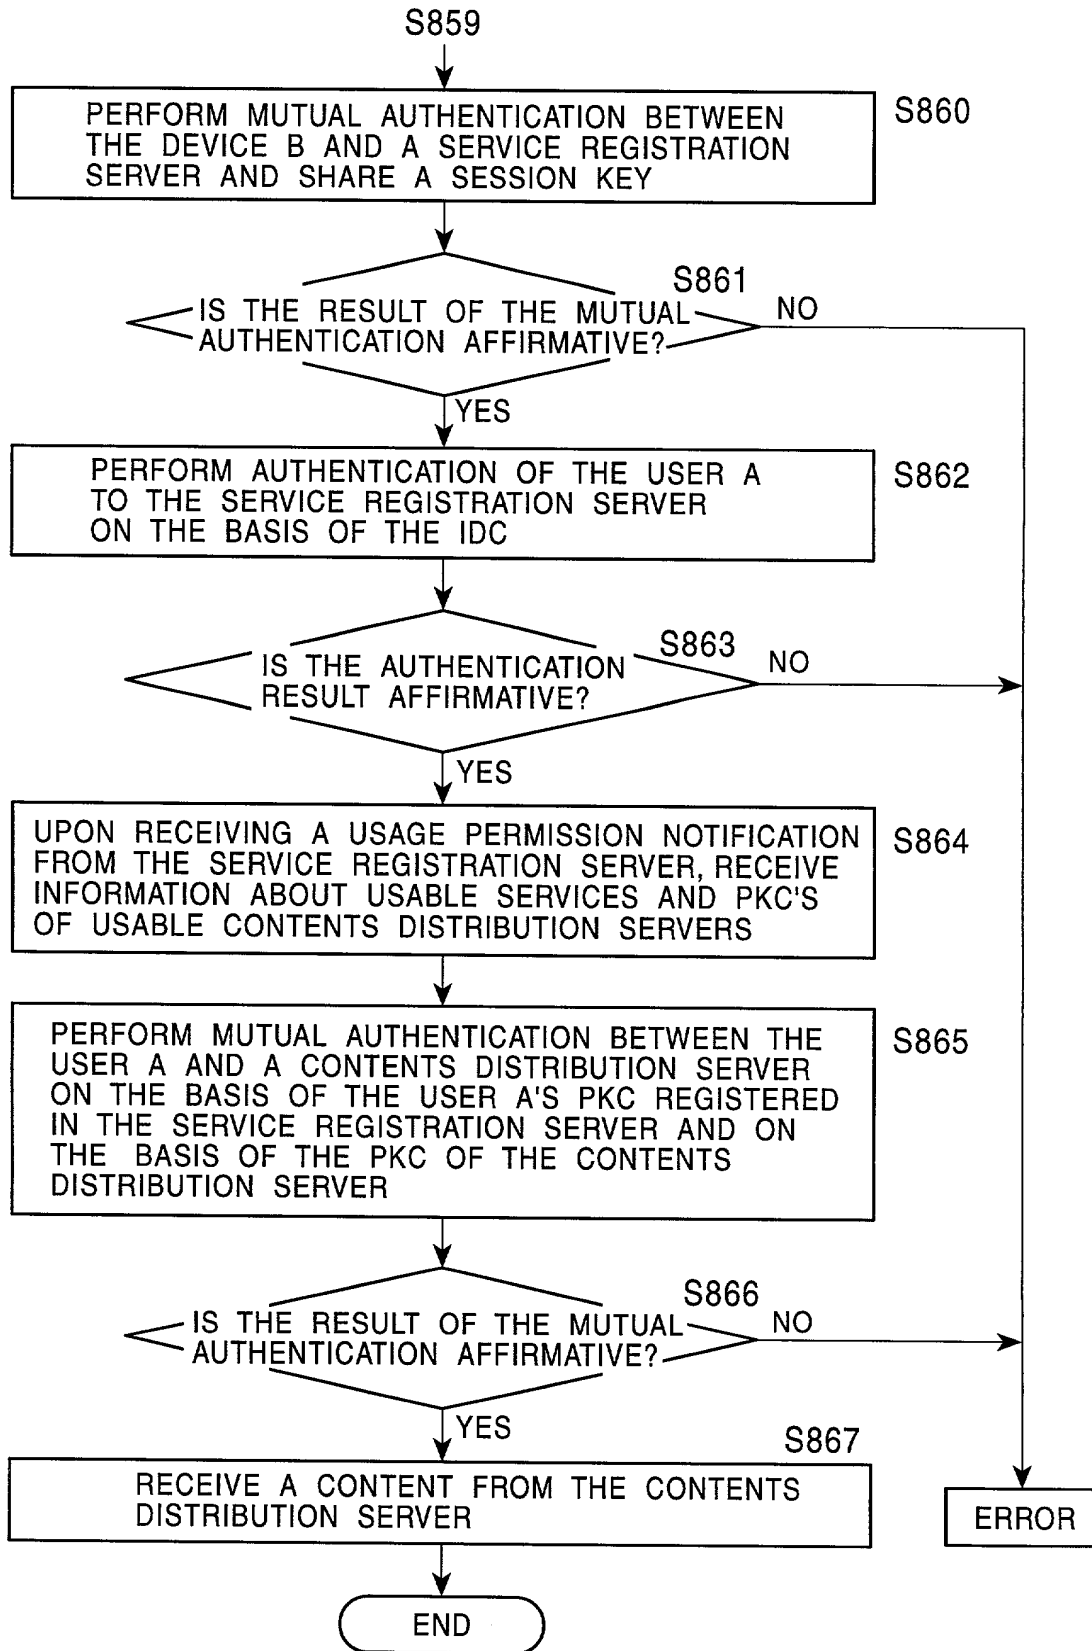 S859
PERFORM MUTUAL AUTHENTICATION BETWEEN
THE DEVICE B AND A SERVICE REGISTRATION
SERVER AND SHARE A SESSION KEY
S860
S861
IS THE RESULT OF THE MUTUAL
AUTHENTICATION AFFIRMATIVE?
NO
YES
PERFORM AUTHENTICATION OF THE USER A
TO THE SERVICE REGISTRATION SERVER
ON THE BASIS OF THE IDC
S862
S863
IS THE AUTHENTICATION
RESULT AFFIRMATIVE?
NO
YES
UPON RECEIVING A USAGE PERMISSION NOTIFICATION
FROM THE SERVICE REGISTRATION SERVER, RECEIVE
INFORMATION ABOUT USABLE SERVICES AND PKC'S
OF USABLE CONTENTS DISTRIBUTION SERVERS
S864
PERFORM MUTUAL AUTHENTICATION BETWEEN THE
USER A AND A CONTENTS DISTRIBUTION SERVER
ON THE BASIS OF THE USER A'S PKC REGISTERED
IN THE SERVICE REGISTRATION SERVER AND ON
THE BASIS OF THE PKC OF THE CONTENTS
DISTRIBUTION SERVER
S865
S866
IS THE RESULT OF THE MUTUAL
AUTHENTICATION AFFIRMATIVE?
NO
YES
S867
RECEIVE A CONTENT FROM THE CONTENTS
DISTRIBUTION SERVER
ERROR
END